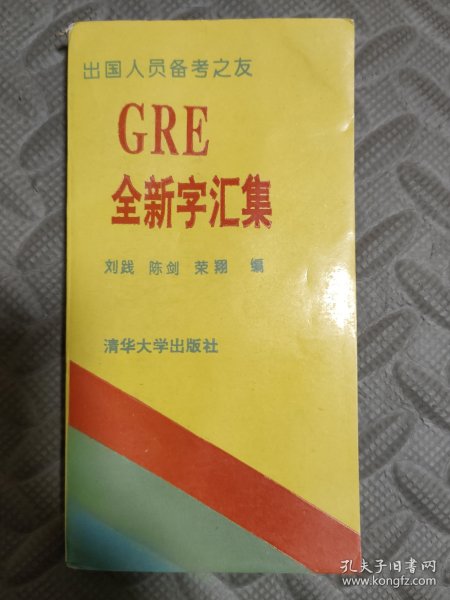 出国人员备考之友
GRE
全新字汇集
刘践 陈剑 荣翔 编
清华大学出版社
孔夫子旧书网
www.kongfz.com